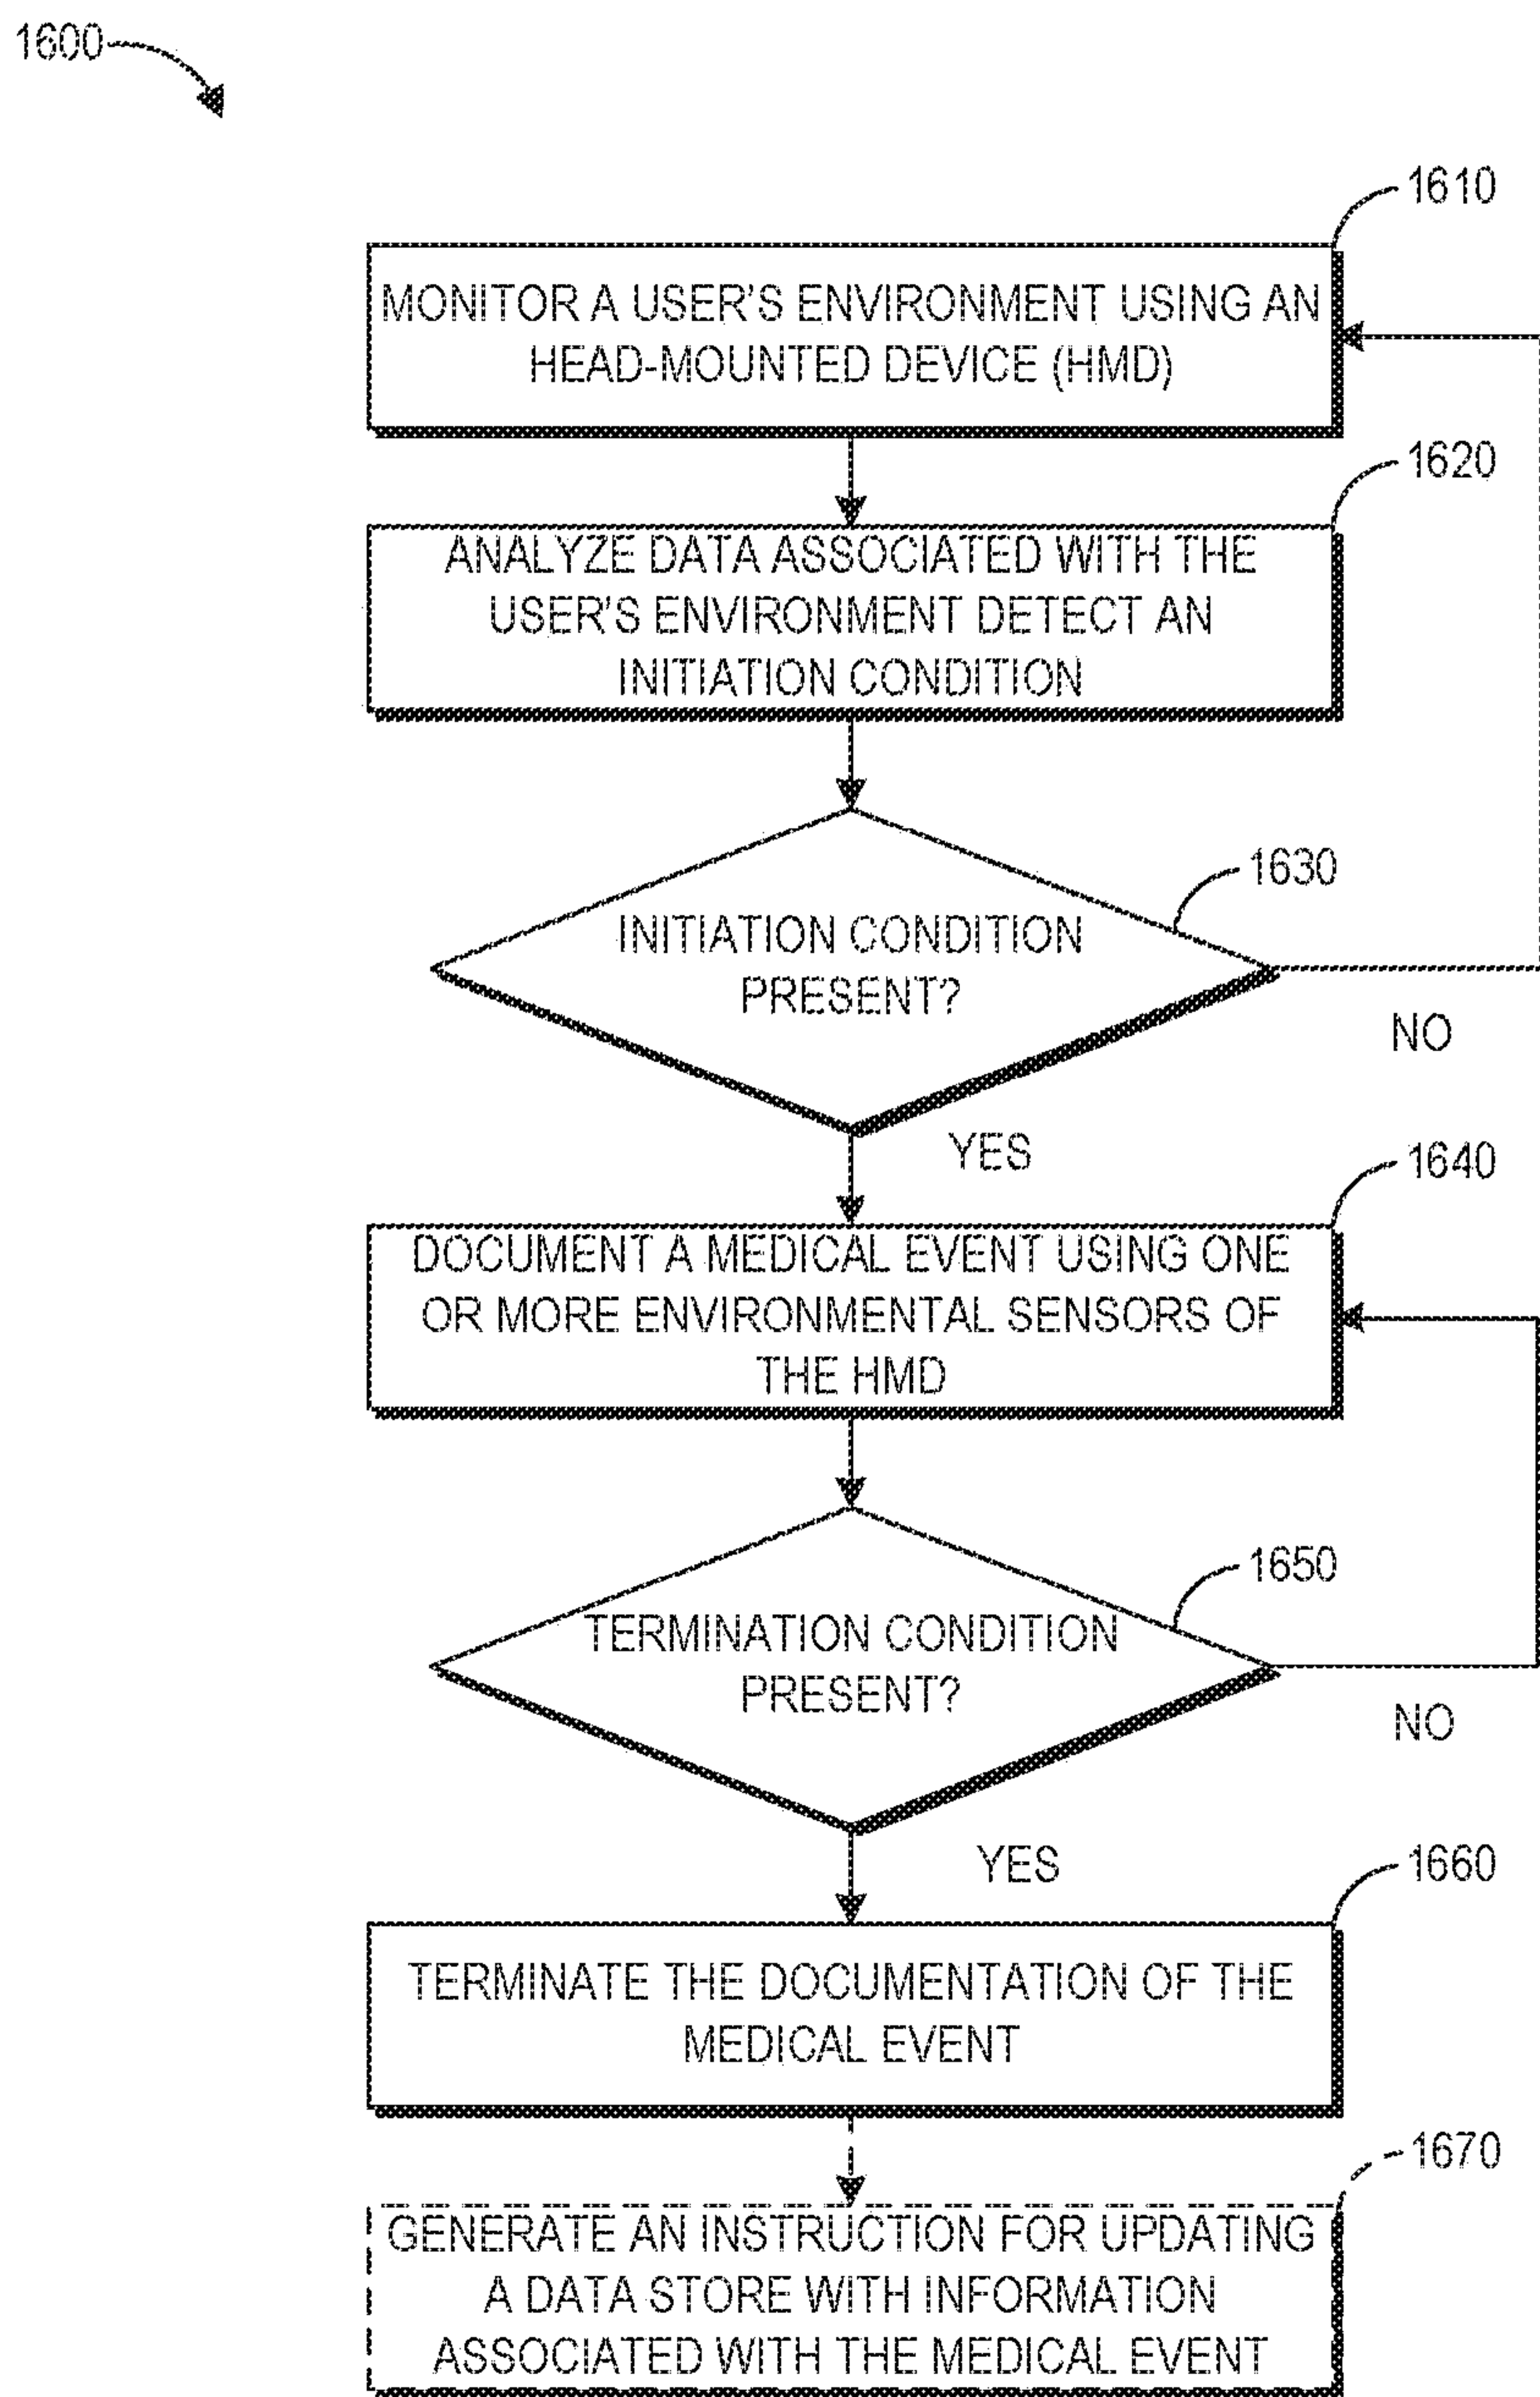 1600
1610
MONITOR A USER'S ENVIRONMENT USING AN
HEAD-MOUNTED DEVICE (HMD)
1620
ANALYZE DATA ASSOCIATED WITH THE
USER'S ENVIRONMENT DETECT AN
INITIATION CONDITION
1630
INITIATION CONDITION
PRESENT?
NO
YES
1640
DOCUMENT A MEDICAL EVENT USING ONE
OR MORE ENVIRONMENTAL SENSORS OF
THE HMD
1650
TERMINATION CONDITION
PRESENT?
NO
YES
1660
TERMINATE THE DOCUMENTATION OF THE
MEDICAL EVENT
1670
GENERATE AN INSTRUCTION FOR UPDATING
A DATA STORE WITH INFORMATION
ASSOCIATED WITH THE MEDICAL EVENT